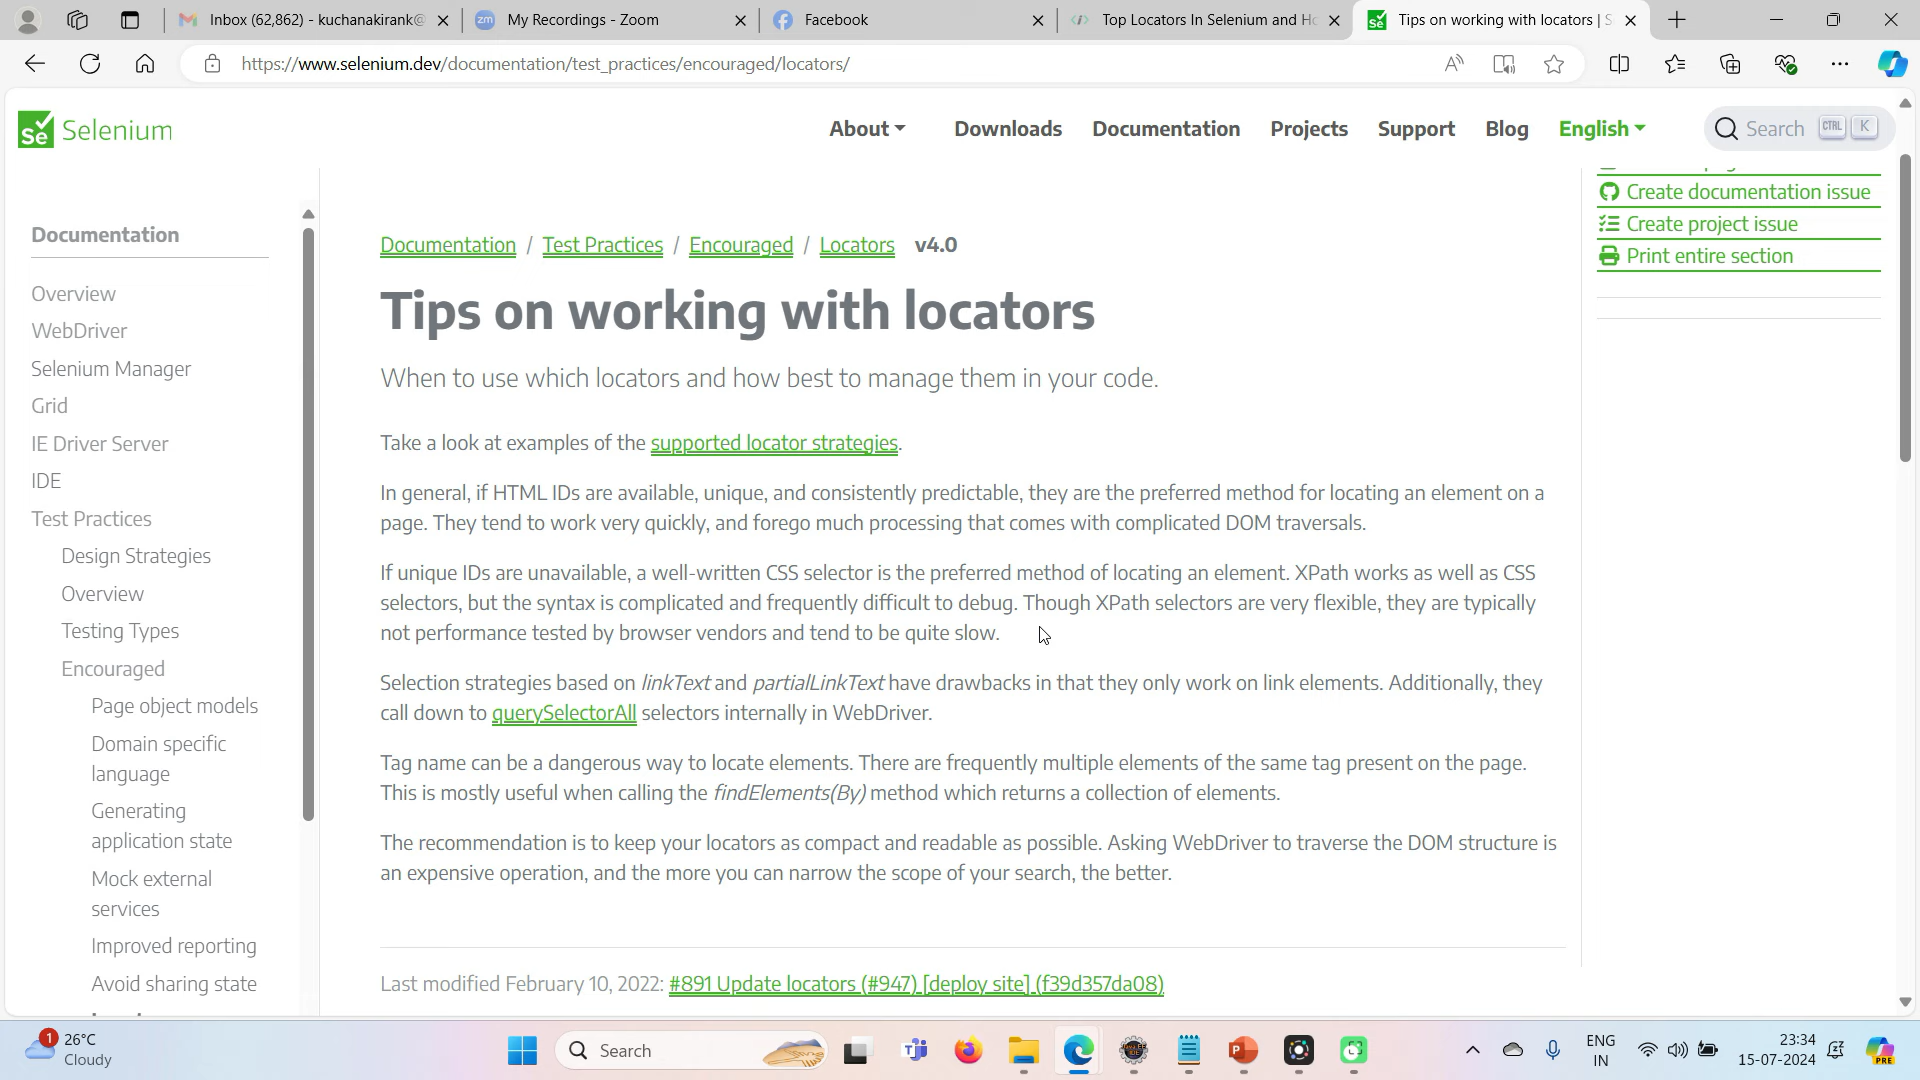 Inbox (62,862) - kuchanakirank@
My Recordings - Zoom
Facebook
Top Locators In Selenium and Ho
Tips on working with locators | S
https://www.selenium.dev/documentation/test_practices/encouraged/locators/
Se Selenium
About
Downloads
Documentation
Projects
Support
Blog
English
Search CTRL K
Documentation
Overview
WebDriver
Selenium Manager
Grid
IE Driver Server
IDE
Test Practices
Design Strategies
Overview
Testing Types
Encouraged
Page object models
Domain specific
language
Generating
application state
Mock external
services
Improved reporting
Avoid sharing state
Documentation / Test Practices / Encouraged / Locators v4.0
Tips on working with locators
When to use which locators and how best to manage them in your code.
Take a look at examples of the supported locator strategies.
In general, if HTML IDs are available, unique, and consistently predictable, they are the preferred method for locating an element on a
page. They tend to work very quickly, and forego much processing that comes with complicated DOM traversals.
If unique IDs are unavailable, a well-written CSS selector is the preferred method of locating an element. XPath works as well as CSS
selectors, but the syntax is complicated and frequently difficult to debug. Though XPath selectors are very flexible, they are typically
not performance tested by browser vendors and tend to be quite slow.
Selection strategies based on linkText and partialLinkText have drawbacks in that they only work on link elements. Additionally, they
call down to querySelectorAll selectors internally in WebDriver.
Tag name can be a dangerous way to locate elements. There are frequently multiple elements of the same tag present on the page.
This is mostly useful when calling the findElements(By) method which returns a collection of elements.
The recommendation is to keep your locators as compact and readable as possible. Asking WebDriver to traverse the DOM structure is
an expensive operation, and the more you can narrow the scope of your search, the better.
Last modified February 10, 2022: #891 Update locators (#947) [deploy site] (f39d357da08)
Create documentation issue
Create project issue
Print entire section
1
26°C
Cloudy
Search
ENG
IN
23:34
15-07-2024
PRE